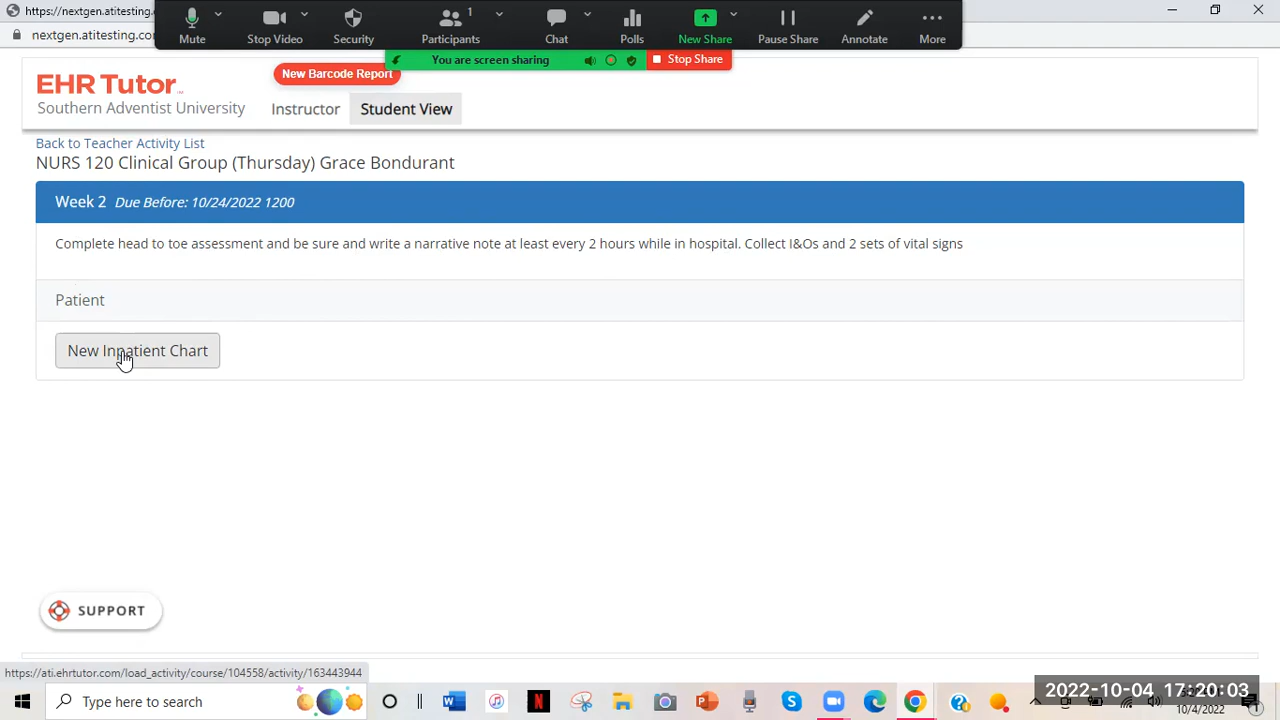 https://nextgen.atitesting.
nextgen.atitesting.co
Mute
Stop Video
Security
1
Participants
Chat
Polls
New Share
Pause Share
Annotate
More
You are screen sharing
Stop Share
New Barcode Report
EHR Tutor
Southern Adventist University
Instructor
Student View
Back to Teacher Activity List
NURS 120 Clinical Group (Thursday) Grace Bondurant
Week 2 Due Before: 10/24/2022 1200
Complete head to toe assessment and be sure and write a narrative note at least every 2 hours while in hospital. Collect I&Os and 2 sets of vital signs
Patient
New Inpatient Chart
SUPPORT
https://ati.ehrtutor.com/load_activity/course/104558/activity/163443944
Type here to search
2022-10-04 17:20:03
10/4/2022